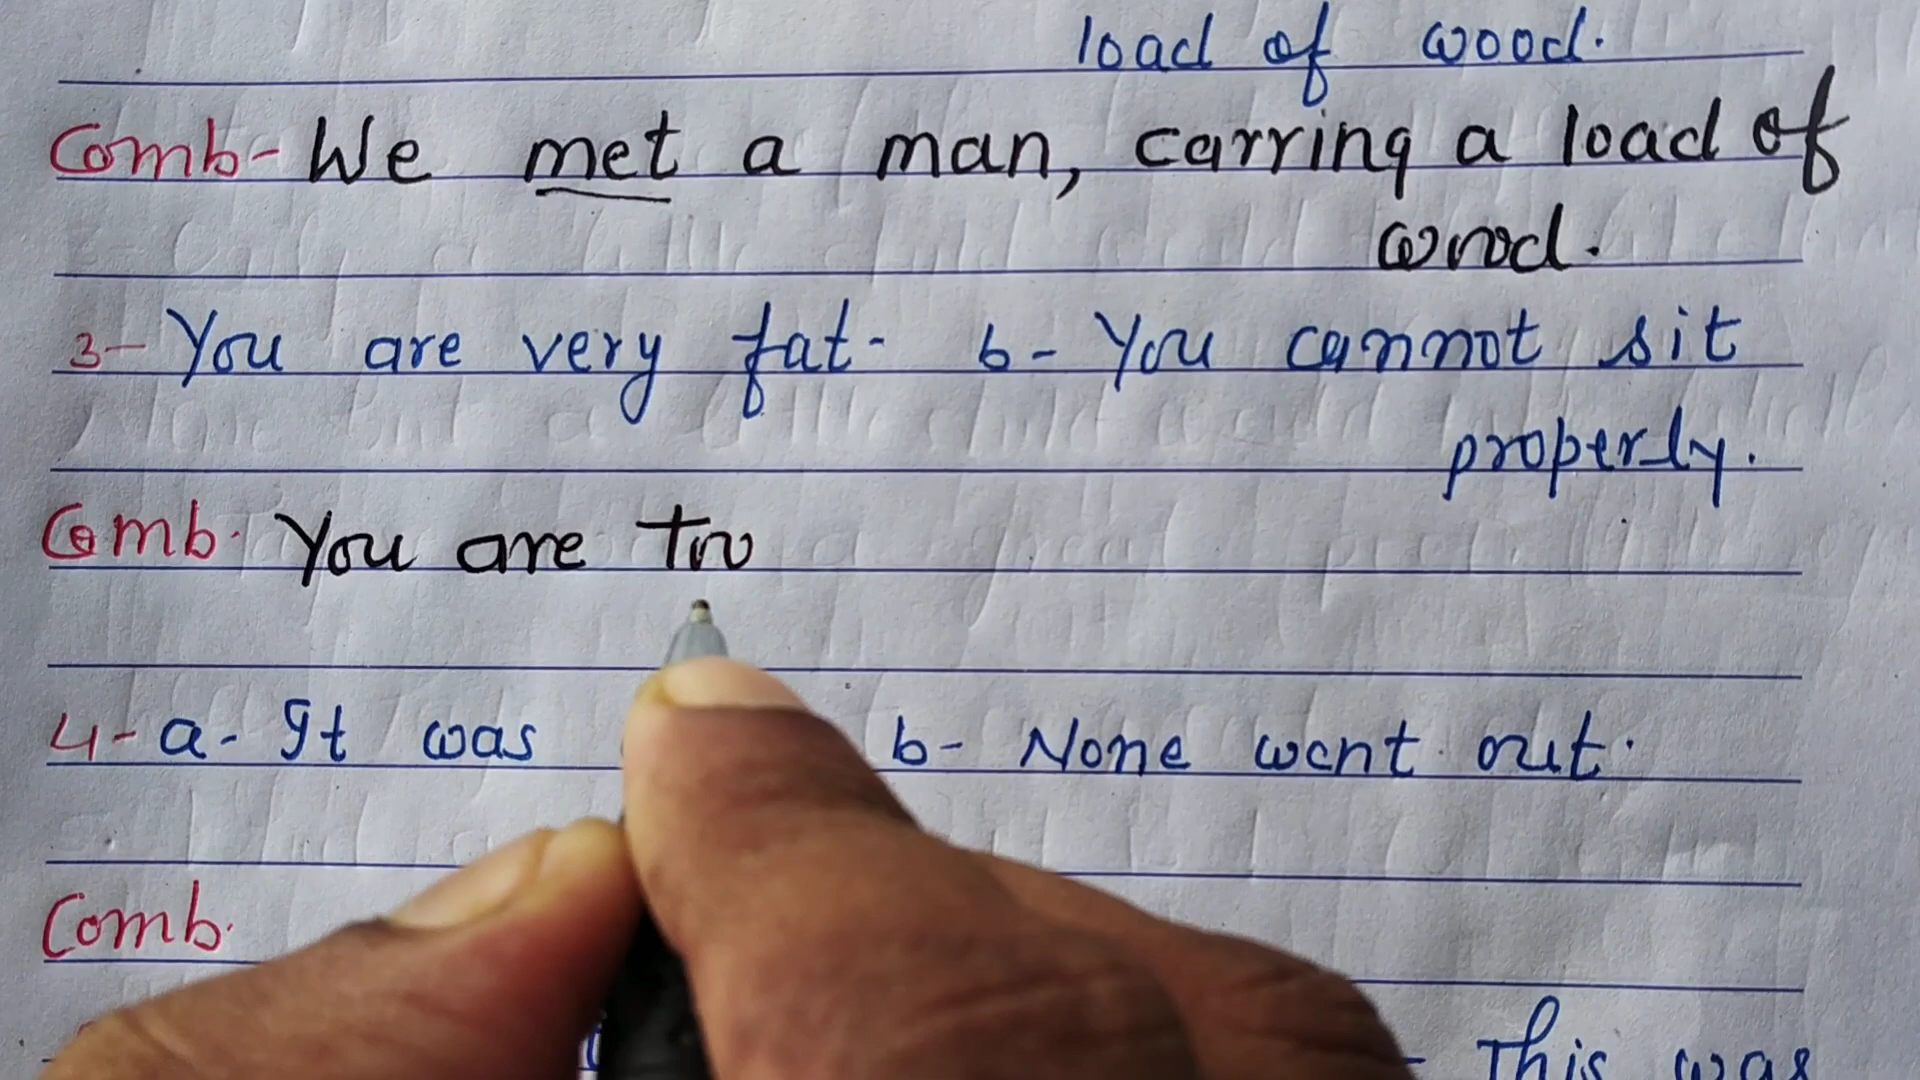 load of wood.
Comb- We met a man, carring a load of
wood.
3- You are very fat. b- You cannot sit
properly.
Comb. You are too
4- a- It was b- None went out.
Comb.
This was